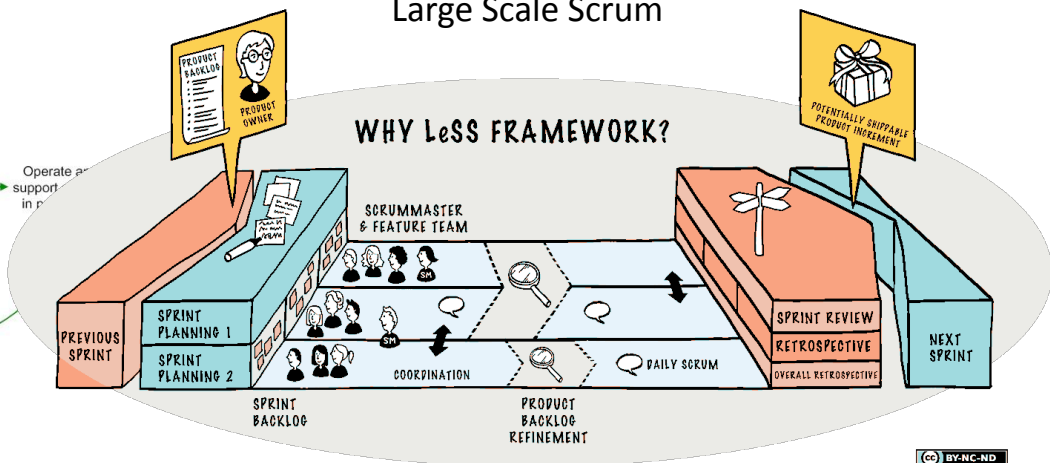 Large Scale Scrum
PRODUCT
BACKLOG
PRODUCT
OWNER
POTENTIALLY SHIPPABLE
PRODUCT INCREMENT
WHY LeSS FRAMEWORK?
Operate
support
in
SCRUMMASTER
& FEATURE TEAM
SM
SM
PREVIOUS
SPRINT
SPRINT
PLANNING 1
SPRINT
PLANNING 2
COORDINATION
DAILY SCRUM
SPRINT REVIEW
RETROSPECTIVE
OVERALL RETROSPECTIVE
NEXT
SPRINT
SPRINT
BACKLOG
PRODUCT
BACKLOG
REFINEMENT
cc BY-NC-ND